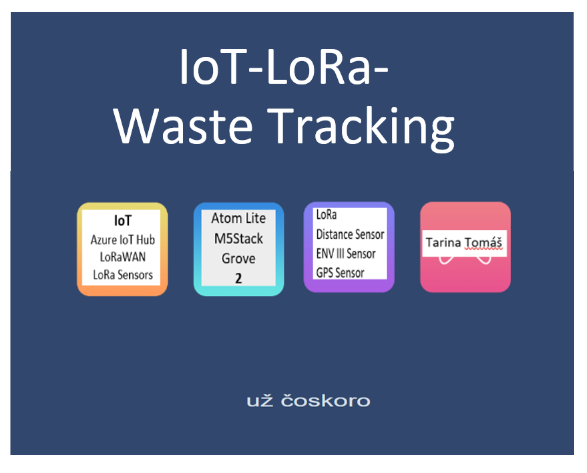 IoT-LoRa-
Waste Tracking
IoT
Azure IoT Hub
LoRaWAN
LoRa Sensors
Atom Lite
M5Stack
Grove
2
LoRa
Distance Sensor
ENV III Sensor
GPS Sensor
Tarina Tomáš
už čoskoro